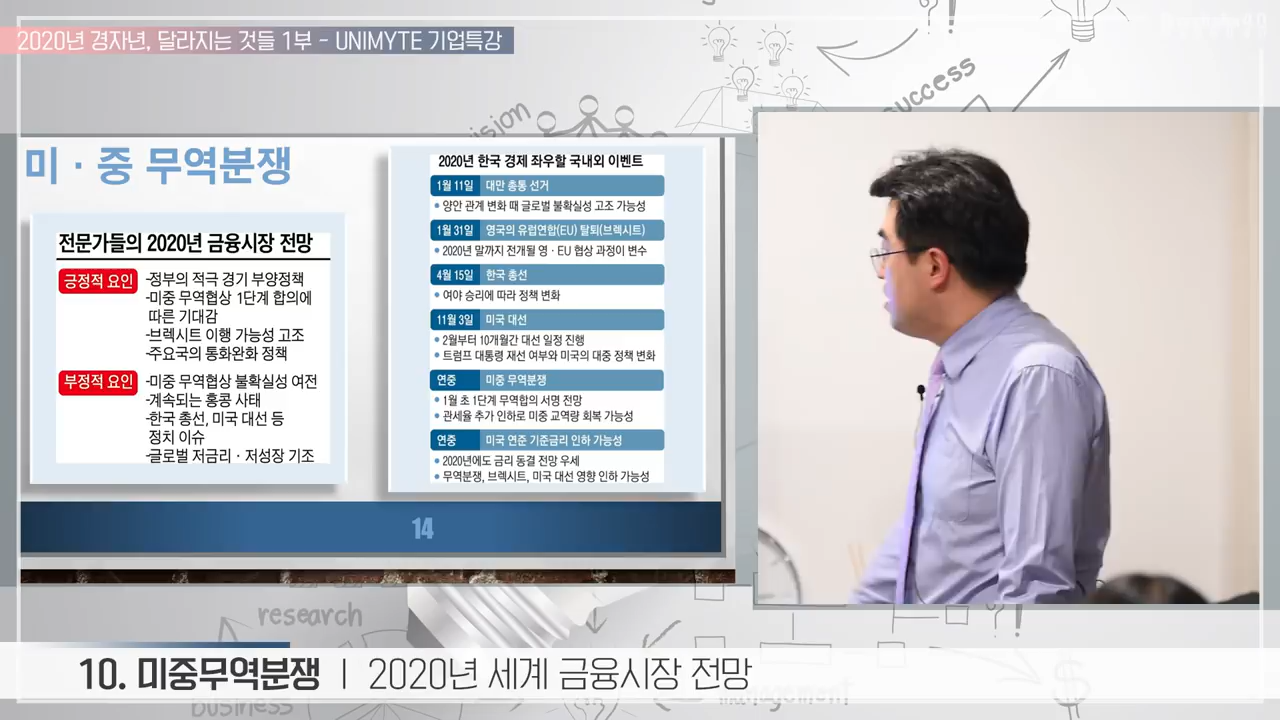 2020년 경자년, 달라지는 것들 1부 - UNIMYTE 기업특강
success
vision
미 · 중 무역분쟁
전문가들의 2020년 금융시장 전망
긍정적 요인
-정부의 적극 경기 부양정책
-미중 무역협상 1단계 합의에
따른 기대감
-브렉시트 이행 가능성 고조
-주요국의 통화완화 정책
부정적 요인
-미중 무역협상 불확실성 여전
-계속되는 홍콩 사태
-한국 총선, 미국 대선 등
정치 이슈
-글로벌 저금리 · 저성장 기조
2020년 한국 경제 좌우할 국내외 이벤트
1월 11일 대만 총통 선거
• 양안 관계 변화 때 글로벌 불확실성 고조 가능성
1월 31일 영국의 유럽연합(EU) 탈퇴(브렉시트)
• 2020년 말까지 전개될 영 · EU 협상 과정이 변수
4월 15일 한국 총선
• 여야 승리에 따라 정책 변화
11월 3일 미국 대선
• 2월부터 10개월간 대선 일정 진행
• 트럼프 대통령 재선 여부와 미국의 대중 정책 변화
연중 미중 무역분쟁
• 1월 초 1단계 무역합의 서명 전망
• 관세율 추가 인하로 미중 교역량 회복 가능성
연중 미국 연준 기준금리 인하 가능성
• 2020년에도 금리 동결 전망 우세
• 무역분쟁, 브렉시트, 미국 대선 영향 인하 가능성
14
research
10. 미중무역분쟁 | 2020년 세계 금융시장 전망
business
management